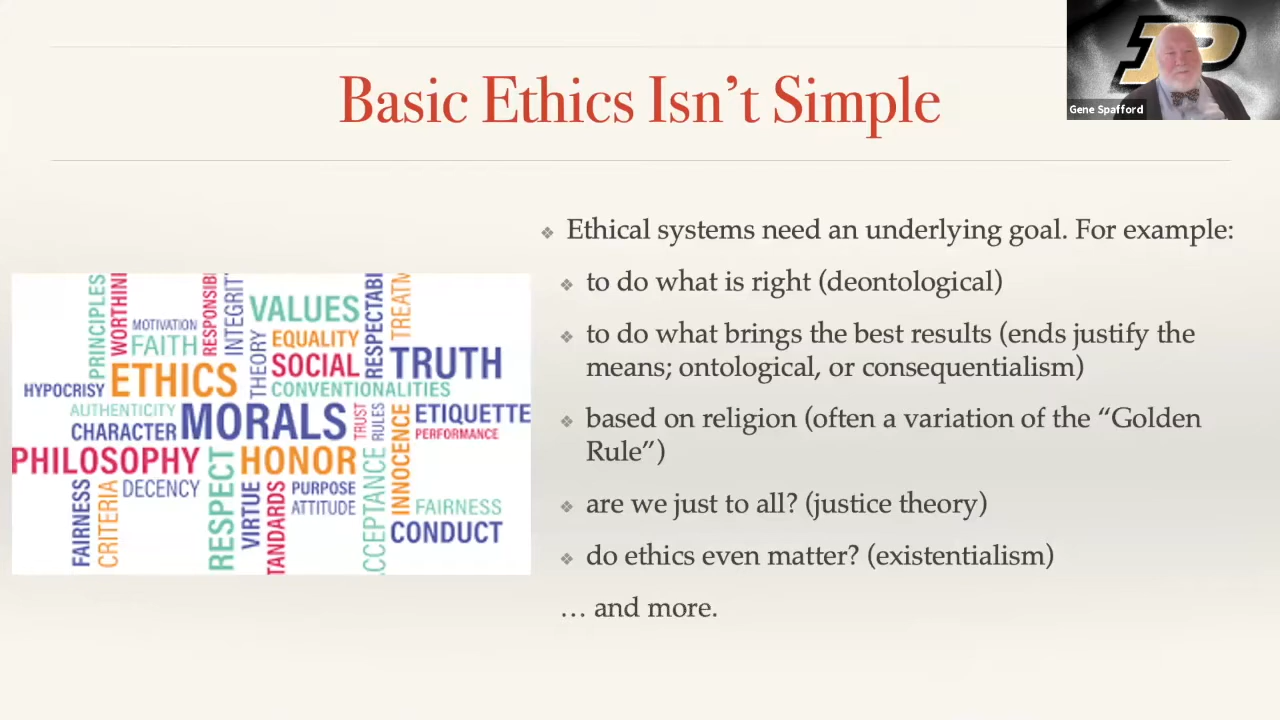 Basic Ethics Isn’t Simple
Gene Spafford
❖ Ethical systems need an underlying goal. For example:
❖ to do what is right (deontological)
❖ to do what brings the best results (ends justify the
means; ontological, or consequentialism)
❖ based on religion (often a variation of the “Golden
Rule”)
❖ are we just to all? (justice theory)
❖ do ethics even matter? (existentialism)
… and more.
PRINCIPLES
WORTHINI
MOTIVATION
FAITH
RESPONSIB
INTEGRIT
VALUES
EQUALITY
SOCIAL
THEORY
CONVENTIONALITIES
RESPECTABI
TREATM
TRUTH
HYPOCRISY
ETHICS
AUTHENTICITY
CHARACTER
MORALS
TRUST
RULES
INNOCENCE
ETIQUETTE
PERFORMANCE
PHILOSOPHY
HONOR
FAIRNESS
CRITERIA
DECENCY
RESPECT
VIRTUE
TANDARDS
PURPOSE
ATTITUDE
CCEPTANCE
FAIRNESS
CONDUCT
P